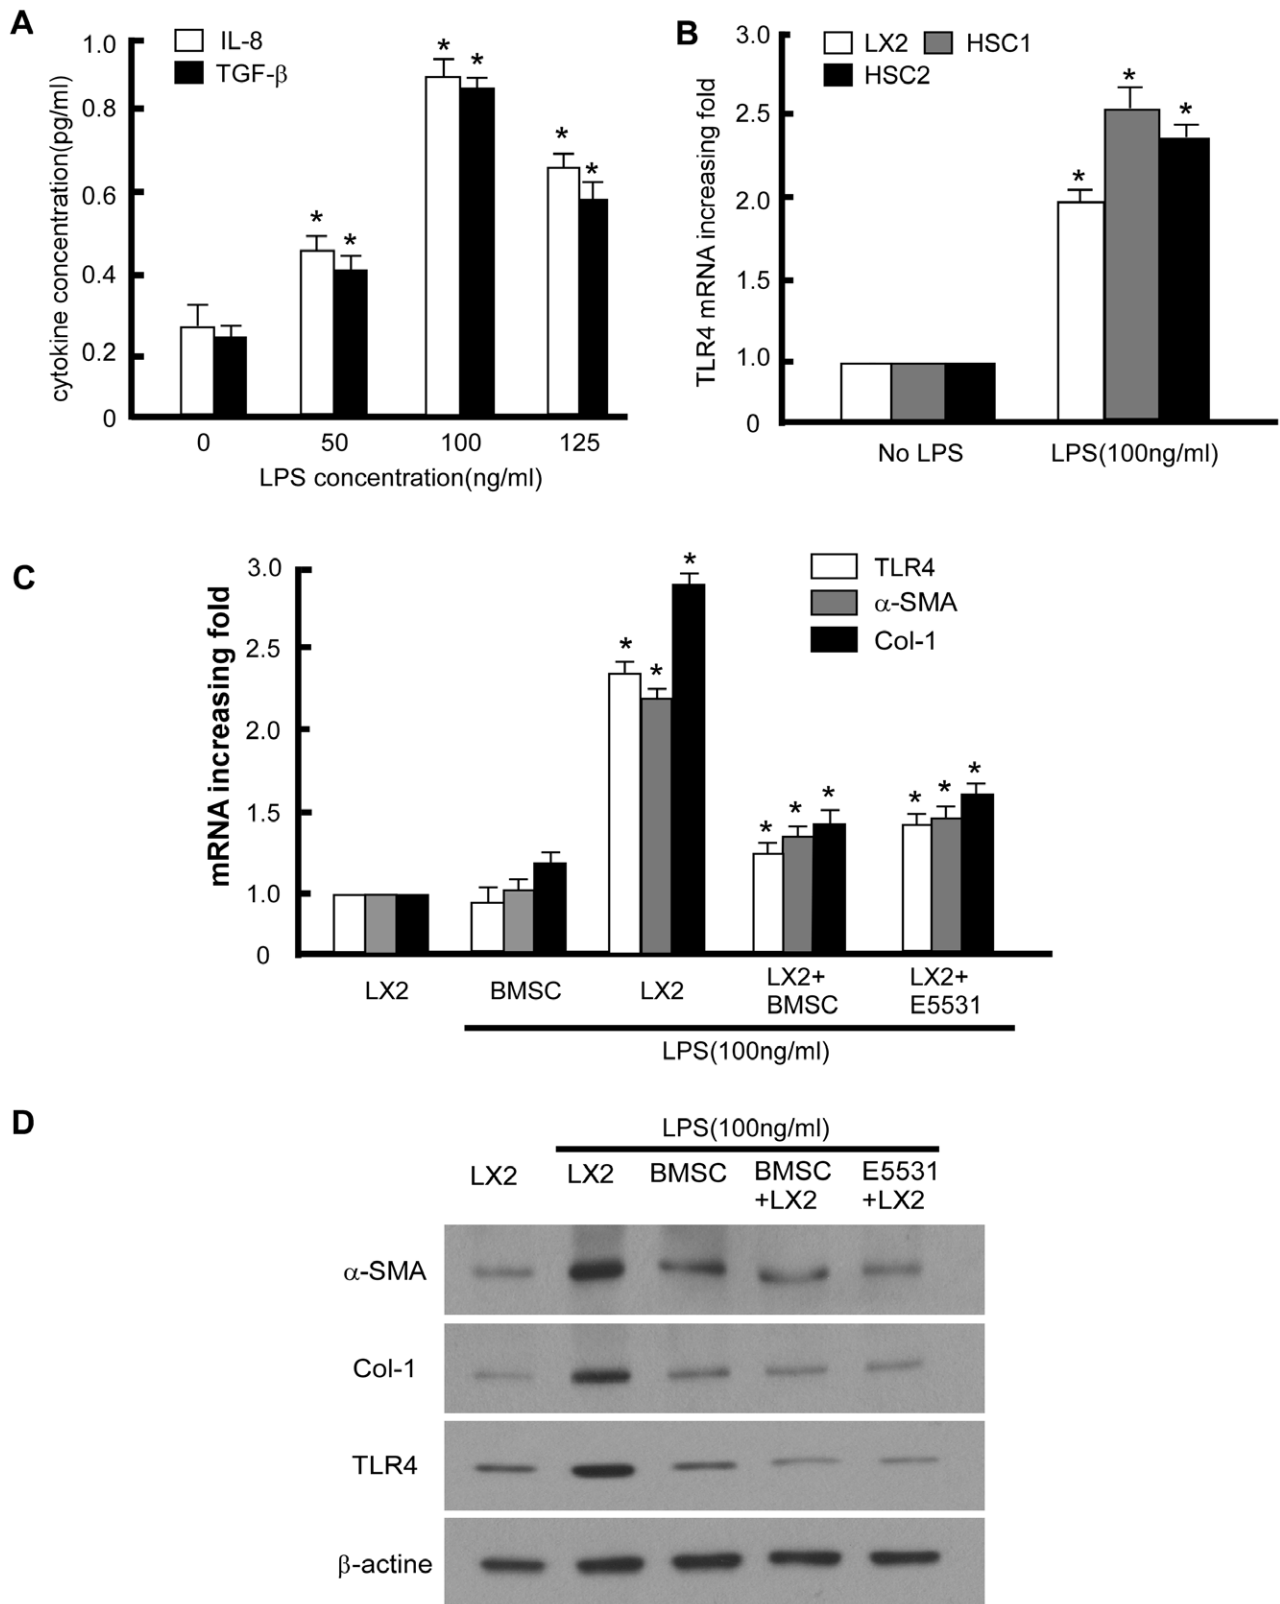 A
IL-8
TGF-β
cytokine concentration(pg/ml)
1.0
0.8
0.6
0.4
0.2
0
* * * * * *
0 50 100 125
LPS concentration(ng/ml)
B
LX2 HSC1
HSC2
TLR4 mRNA increasing fold
3.0
2.5
2.0
1.5
1.0
0
* * *
No LPS LPS(100ng/ml)
C
TLR4
α-SMA
Col-1
mRNA increasing fold
3.0
2.5
2.0
1.5
1.0
0
* * * * * * * * *
LX2 BMSC LX2 LX2+ LX2+
BMSC E5531
LPS(100ng/ml)
D
LPS(100ng/ml)
LX2 LX2 BMSC BMSC E5531
+LX2 +LX2
α-SMA
Col-1
TLR4
β-actine